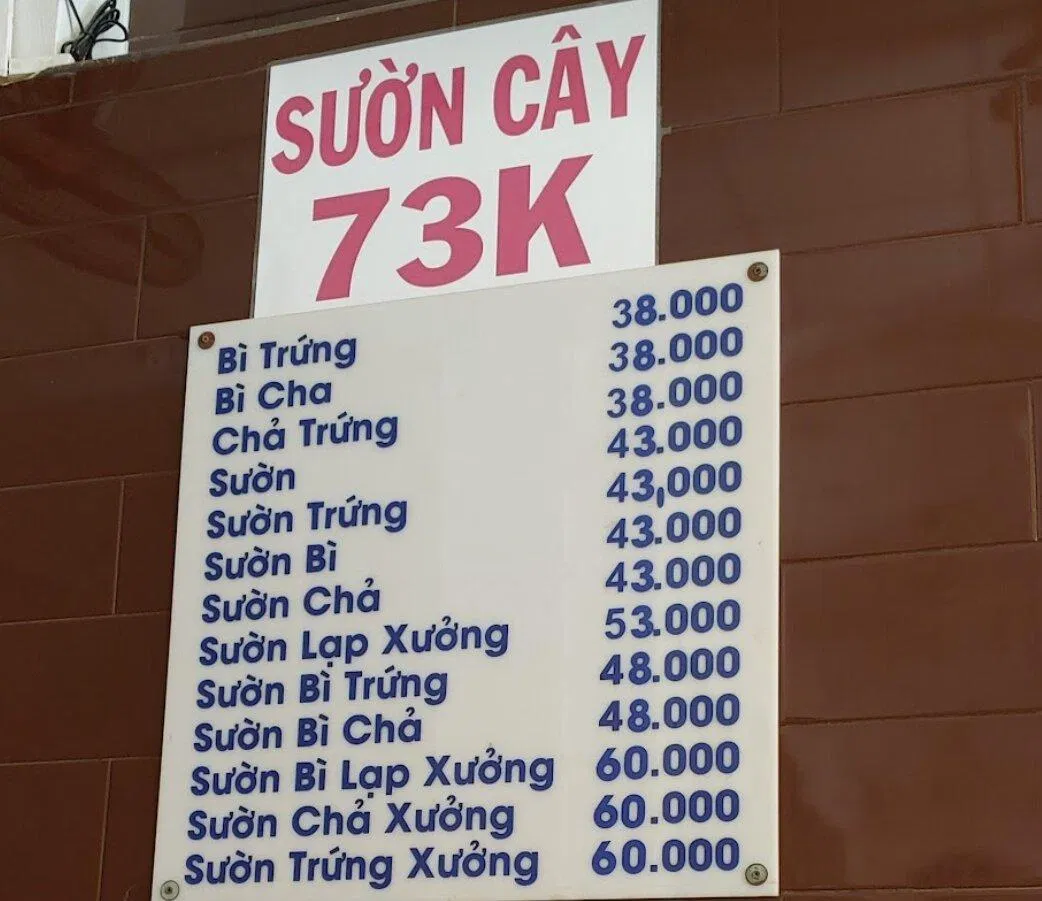 SƯỜN CÂY
73K
Bì Trứng 38.000
Bì Cha 38.000
Chả Trứng 38.000
Sườn 43.000
Sườn Trứng 43,000
Sườn Bì 43.000
Sườn Chả 43.000
Sườn Lạp Xưởng 53.000
Sườn Bì Trứng 48.000
Sườn Bì Chả 48.000
Sườn Bì Lạp Xưởng 60.000
Sườn Chả Xưởng 60.000
Sườn Trứng Xưởng 60.000